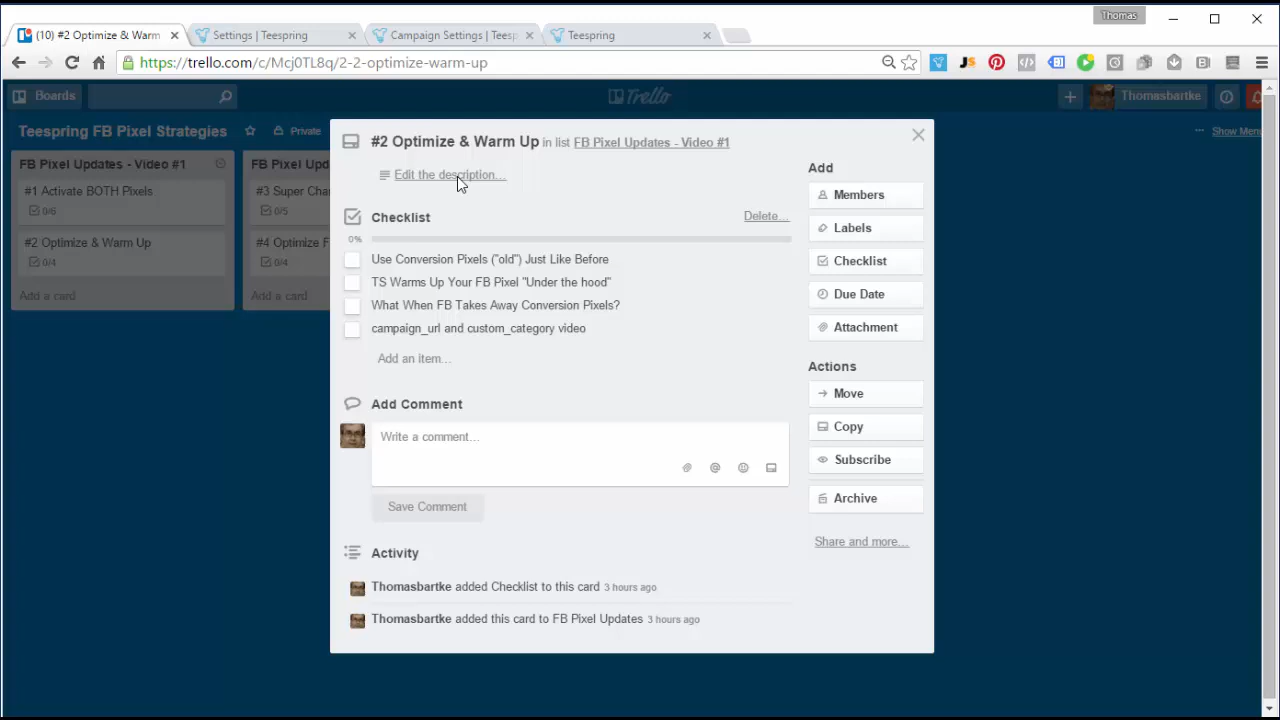 Thomas
(10) #2 Optimize & Warm
Settings | Teespring
Campaign Settings | Teesp
Teespring
https://trello.com/c/Mcj0TL8q/2-2-optimize-warm-up
Boards
Trello
Thomasbartke
Teespring FB Pixel Strategies
Private
Show Menu
FB Pixel Updates - Video #1
#1 Activate BOTH Pixels
0/6
#2 Optimize & Warm Up
0/4
Add a card
FB Pixel Upd
#3 Super Char
0/5
#4 Optimize F
0/4
Add a card
#2 Optimize & Warm Up in list FB Pixel Updates - Video #1
Edit the description...
Checklist
Delete...
0%
Use Conversion Pixels ("old") Just Like Before
TS Warms Up Your FB Pixel "Under the hood"
What When FB Takes Away Conversion Pixels?
campaign_url and custom_category video
Add an item...
Add Comment
Write a comment...
Save Comment
Activity
Thomasbartke added Checklist to this card 3 hours ago
Thomasbartke added this card to FB Pixel Updates 3 hours ago
Add
Members
Labels
Checklist
Due Date
Attachment
Actions
Move
Copy
Subscribe
Archive
Share and more...